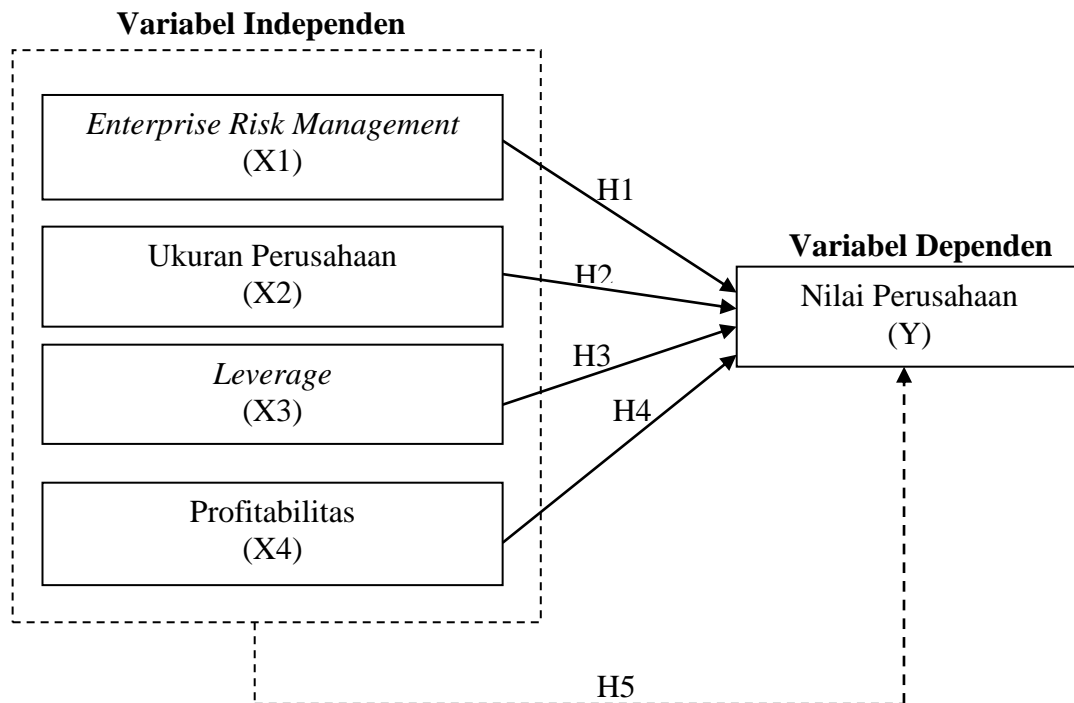 Variabel Independen
Enterprise Risk Management
(X1)
H1
Ukuran Perusahaan
(X2)
H2
Variabel Dependen
Nilai Perusahaan
(Y)
Leverage
(X3)
H3
H4
Profitabilitas
(X4)
H5